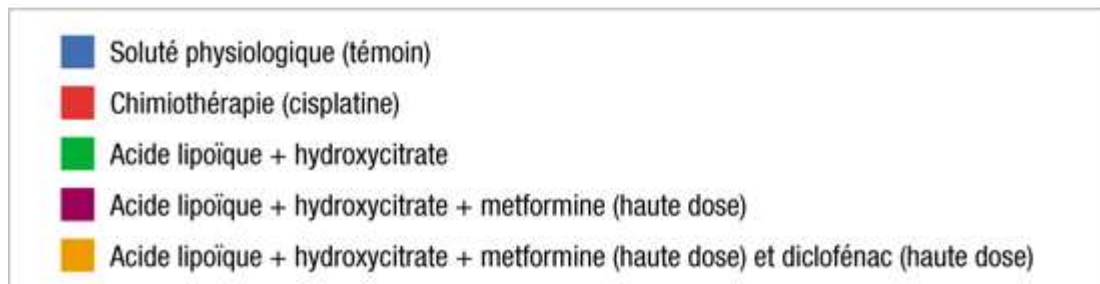 Soluté physiologique (témoin)
Chimiothérapie (cisplatine)
Acide lipoïque + hydroxycitrate
Acide lipoïque + hydroxycitrate + metformine (haute dose)
Acide lipoïque + hydroxycitrate + metformine (haute dose) et diclofénac (haute dose)